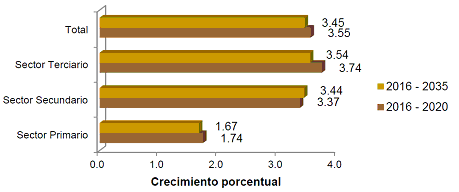 Total
3.45
3.55
Sector Terciario
3.54
3.74
Sector Secundario
3.44
3.37
Sector Primario
1.67
1.74
2016 - 2035
2016 - 2020
0.0 1.0 2.0 3.0 4.0
Crecimiento porcentual